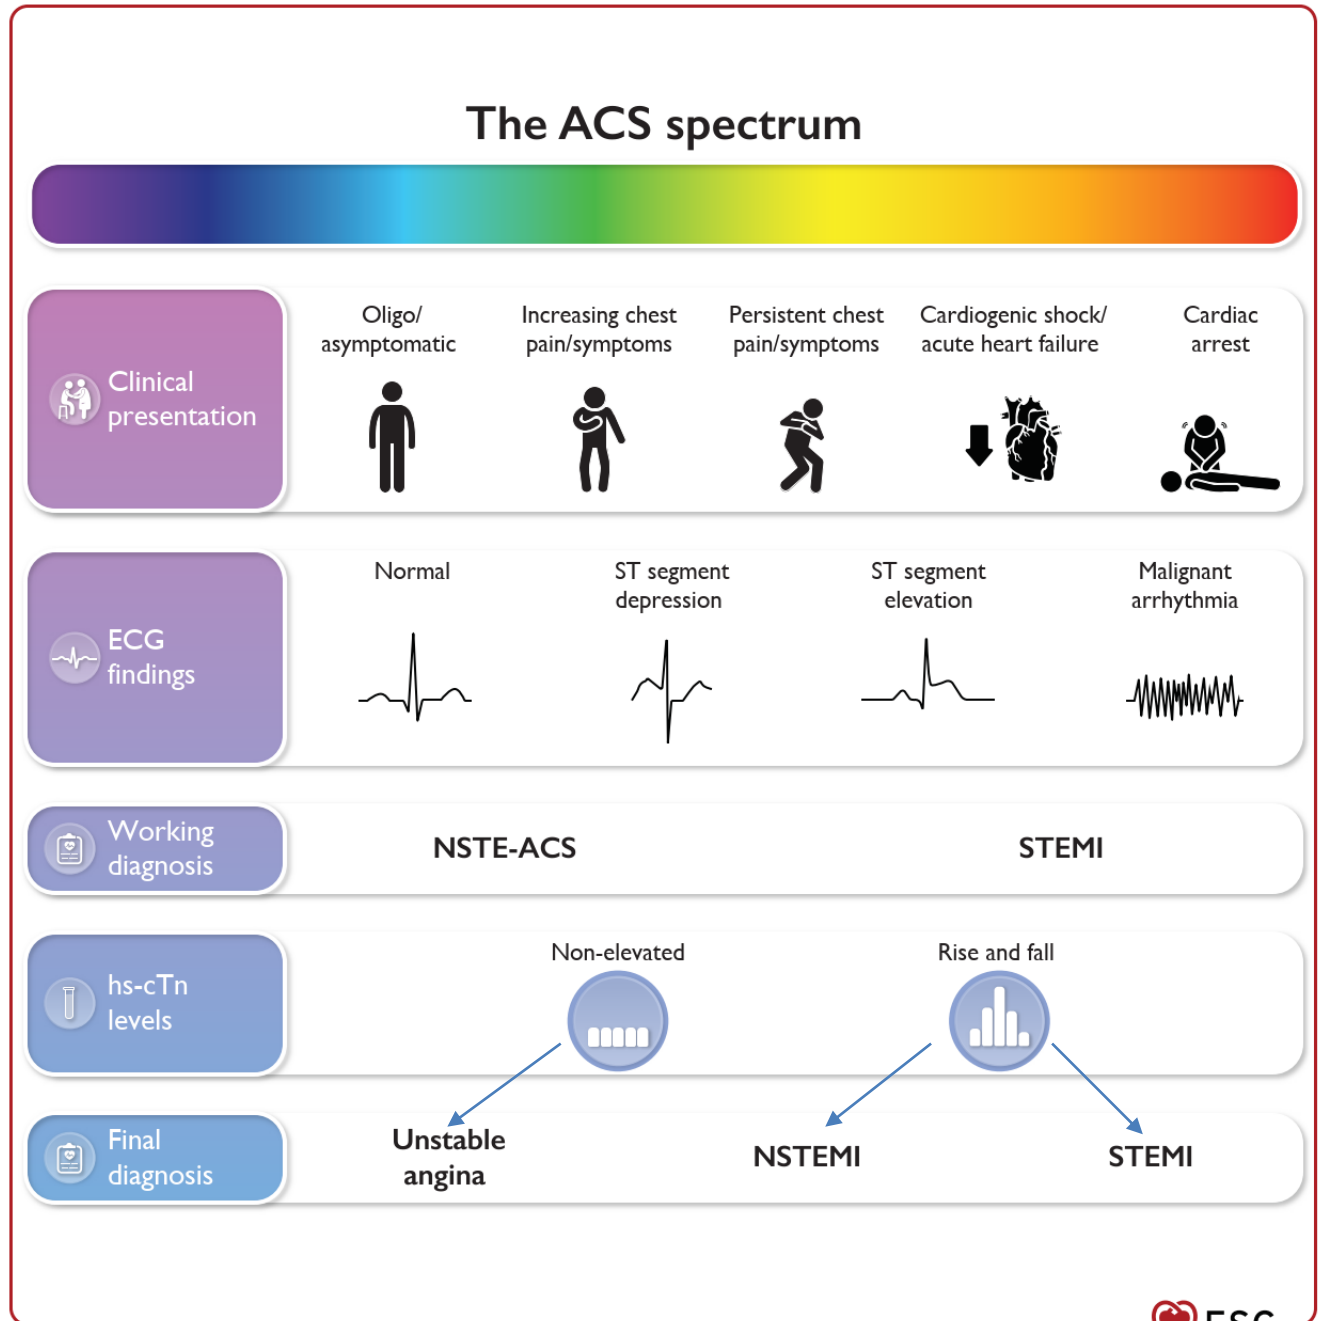 The ACS spectrum
Clinical
presentation
Oligo/
asymptomatic
Increasing chest
pain/symptoms
Persistent chest
pain/symptoms
Cardiogenic shock/
acute heart failure
Cardiac
arrest
ECG
findings
Normal
ST segment
depression
ST segment
elevation
Malignant
arrhythmia
Working
diagnosis
NSTE-ACS
STEMI
hs-cTn
levels
Non-elevated
Rise and fall
Final
diagnosis
Unstable
angina
NSTEMI
STEMI
ESC